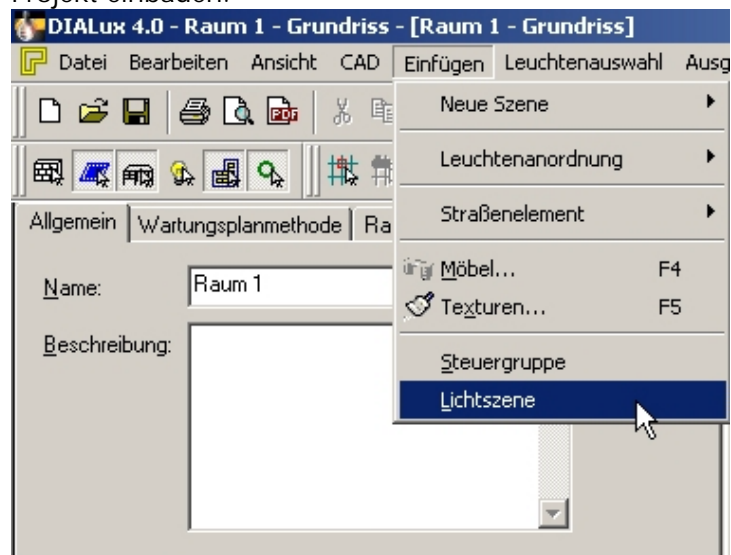 Projekt einbauen.
DIALux 4.0 - Raum 1 - Grundriss - [Raum 1 - Grundriss]
Datei Bearbeiten Ansicht CAD Einfügen Leuchtenauswahl Ausg
Neue Szene
Leuchtenanordnung
Straßenelement
Allgemein Wartungsplanmethode Ra
Möbel... F4
Name: Raum 1
Texturen... F5
Beschreibung:
Steuergruppe
Lichtszene